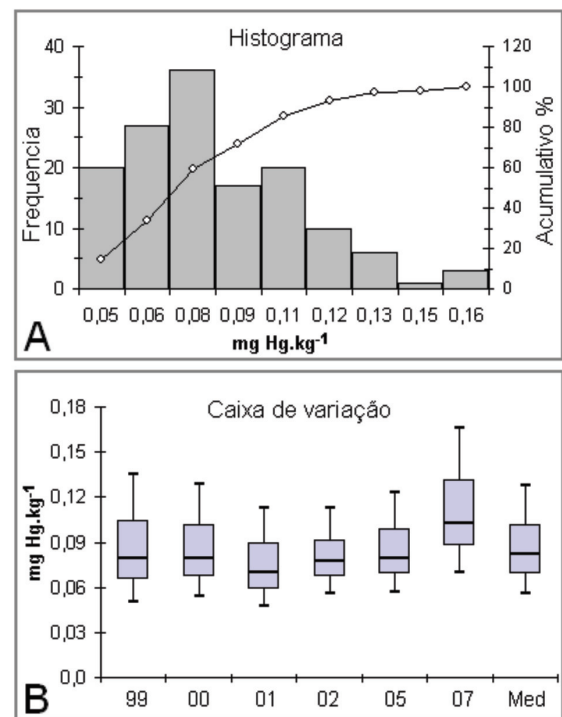 Histograma
40
30
20
10
0
Frequencia
120
100
80
60
40
20
0
Acumulativo %
0,05 0,06 0,08 0,09 0,11 0,12 0,13 0,15 0,16
mg Hg.kg⁻¹
A
Caixa de variação
0,18
0,15
0,12
0,09
0,06
0,03
0,0
mg Hg.kg⁻¹
99 00 01 02 05 07 Med
B